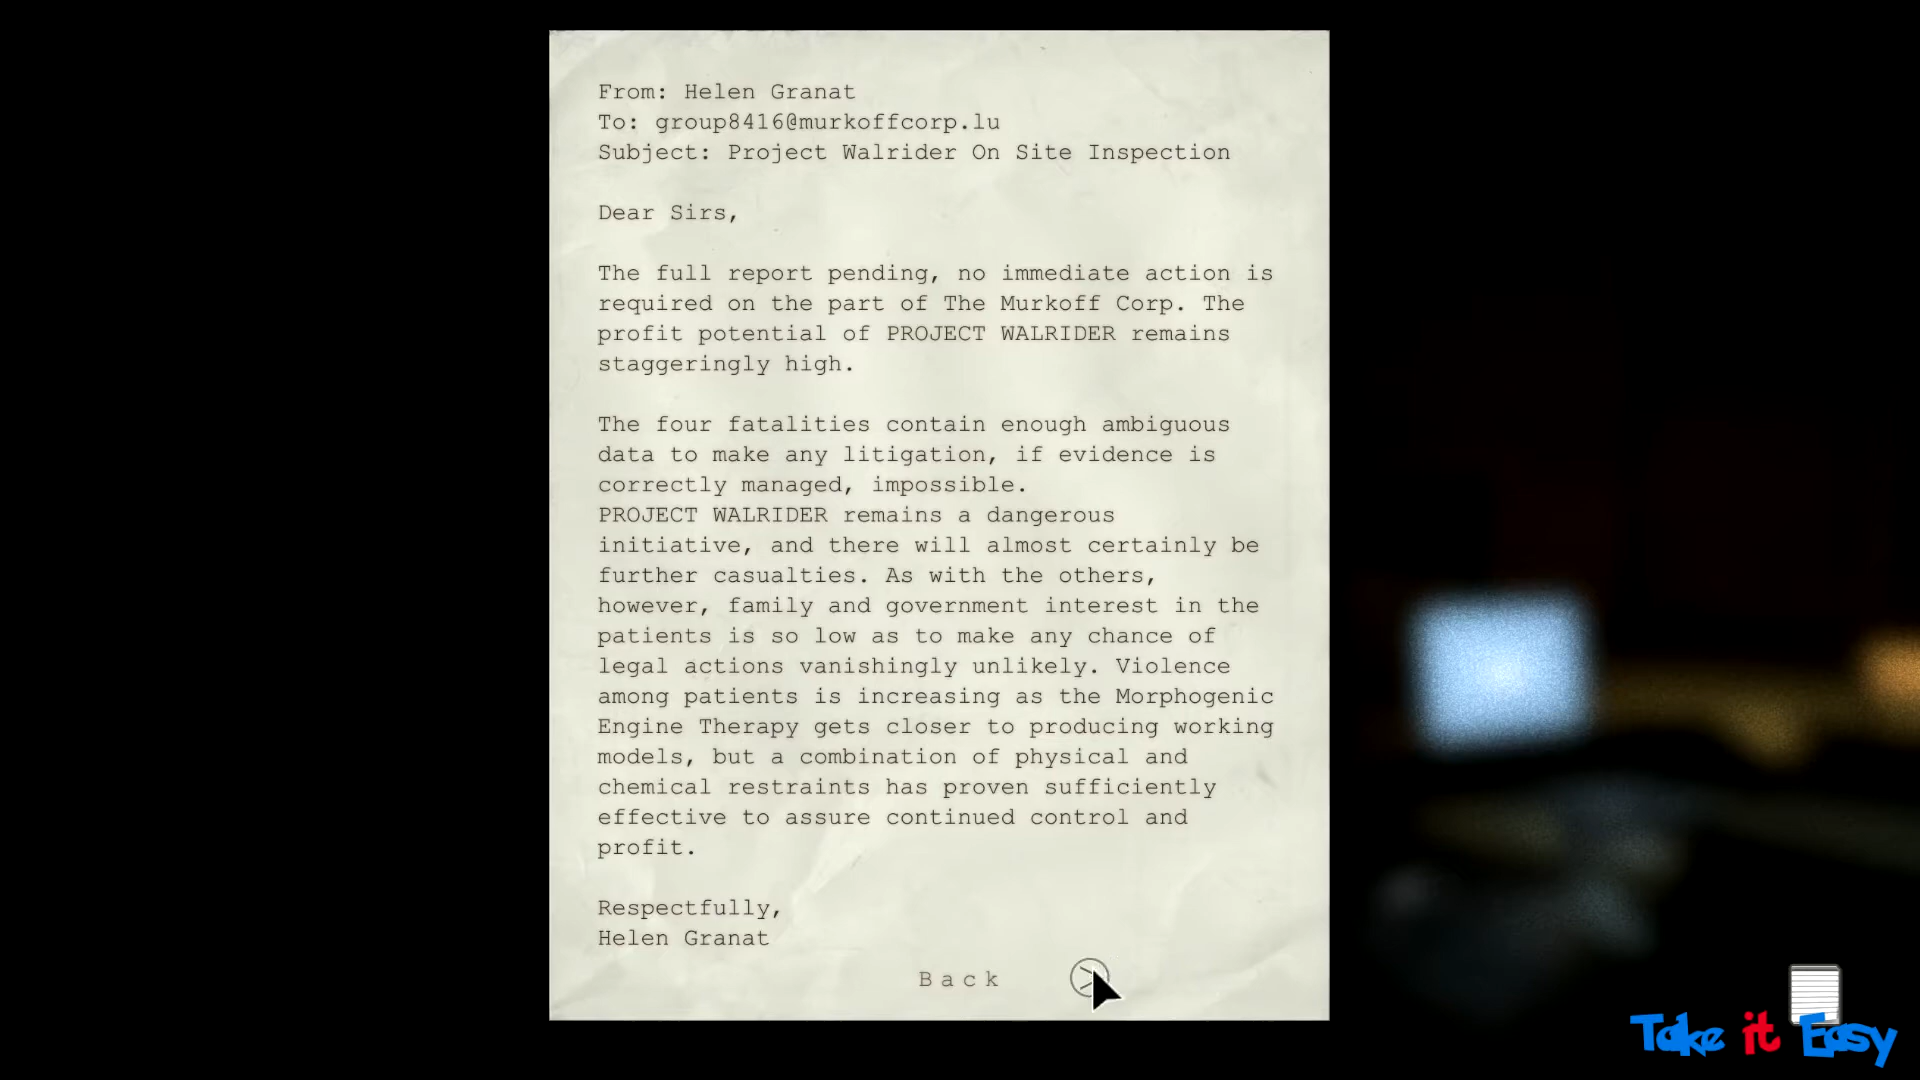 From: Helen Granat
To: group8416@murkoffcorp.lu
Subject: Project Walrider On Site Inspection
Dear Sirs,
The full report pending, no immediate action is
required on the part of The Murkoff Corp. The
profit potential of PROJECT WALRIDER remains
staggeringly high.
The four fatalities contain enough ambiguous
data to make any litigation, if evidence is
correctly managed, impossible.
PROJECT WALRIDER remains a dangerous
initiative, and there will almost certainly be
further casualties. As with the others,
however, family and government interest in the
patients is so low as to make any chance of
legal actions vanishingly unlikely. Violence
among patients is increasing as the Morphogenic
Engine Therapy gets closer to producing working
models, but a combination of physical and
chemical restraints has proven sufficiently
effective to assure continued control and
profit.
Respectfully,
Helen Granat
Back
Take it Easy